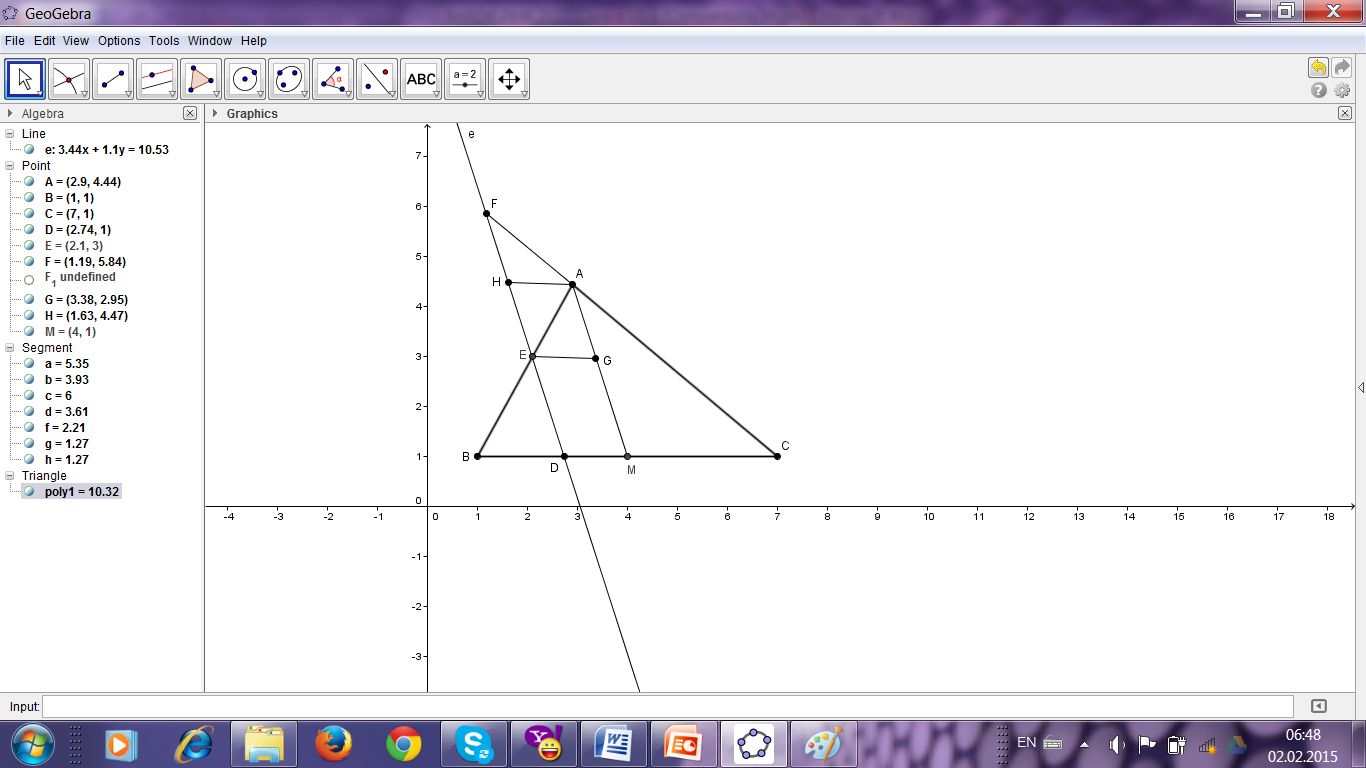 GeoGebra
File Edit View Options Tools Window Help
ABC
a = 2
α
Algebra
Graphics
Line
e: 3.44x + 1.1y = 10.53
Point
A = (2.9, 4.44)
B = (1, 1)
C = (7, 1)
D = (2.74, 1)
E = (2.1, 3)
F = (1.19, 5.84)
F1 undefined
G = (3.38, 2.95)
H = (1.63, 4.47)
M = (4, 1)
Segment
a = 5.35
b = 3.93
c = 6
d = 3.61
f = 2.21
g = 1.27
h = 1.27
Triangle
poly1 = 10.32
e
7
6
F
5
H A
4
3
E G
2
C
1
B D M
0
-4 -3 -2 -1 0 1 2 3 4 5 6 7 8 9 10 11 12 13 14 15 16 17 18
-1
-2
-3
Input:
EN
06:48
02.02.2015